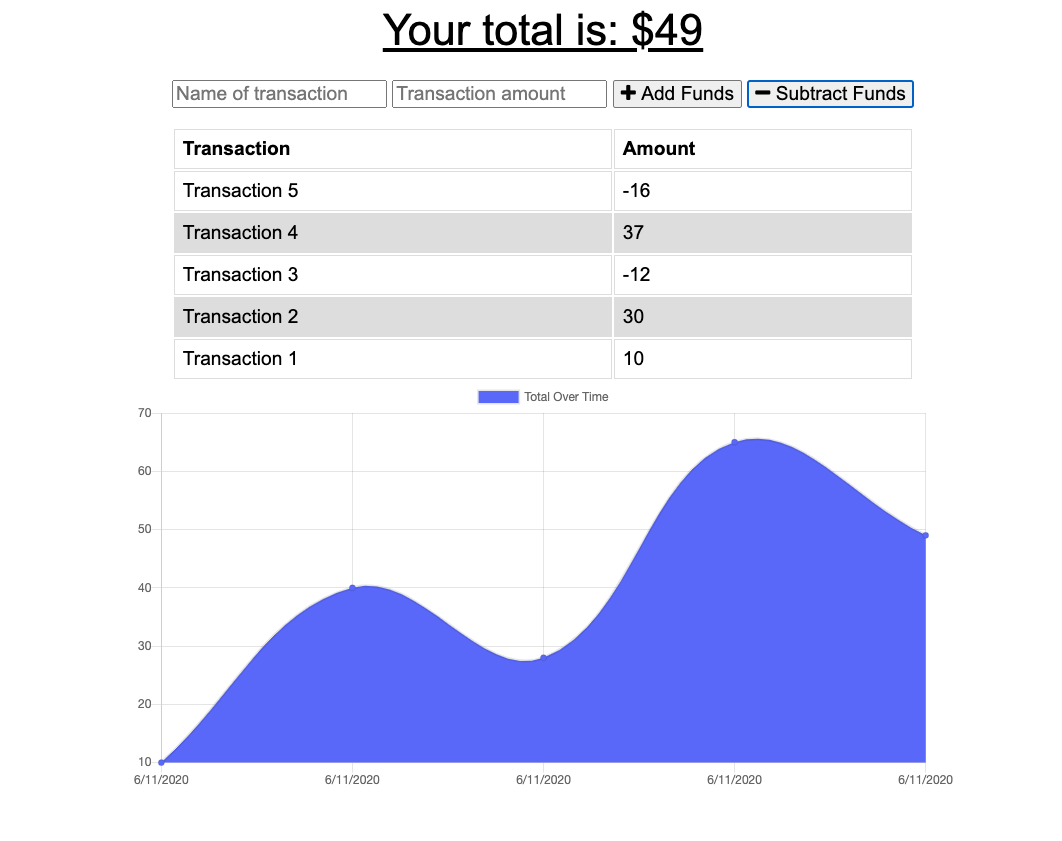 Your total is: $49
Name of transaction Transaction amount + Add Funds − Subtract Funds
Transaction Amount
Transaction 5 -16
Transaction 4 37
Transaction 3 -12
Transaction 2 30
Transaction 1 10
Total Over Time
70
60
50
40
30
20
10
6/11/2020 6/11/2020 6/11/2020 6/11/2020 6/11/2020